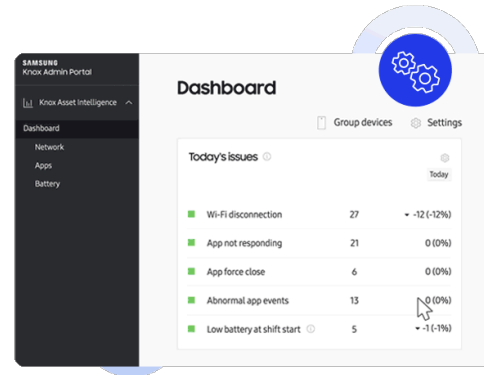 SAMSUNG
Knox Admin Portal
Knox Asset Intelligence
Dashboard
Network
Apps
Battery
Dashboard
Group devices
Settings
Today's issues
Today
Wi-Fi disconnection 27 -12 (-12%)
App not responding 21 0 (0%)
App force close 6 0 (0%)
Abnormal app events 13 0 (0%)
Low battery at shift start 5 -1 (-1%)